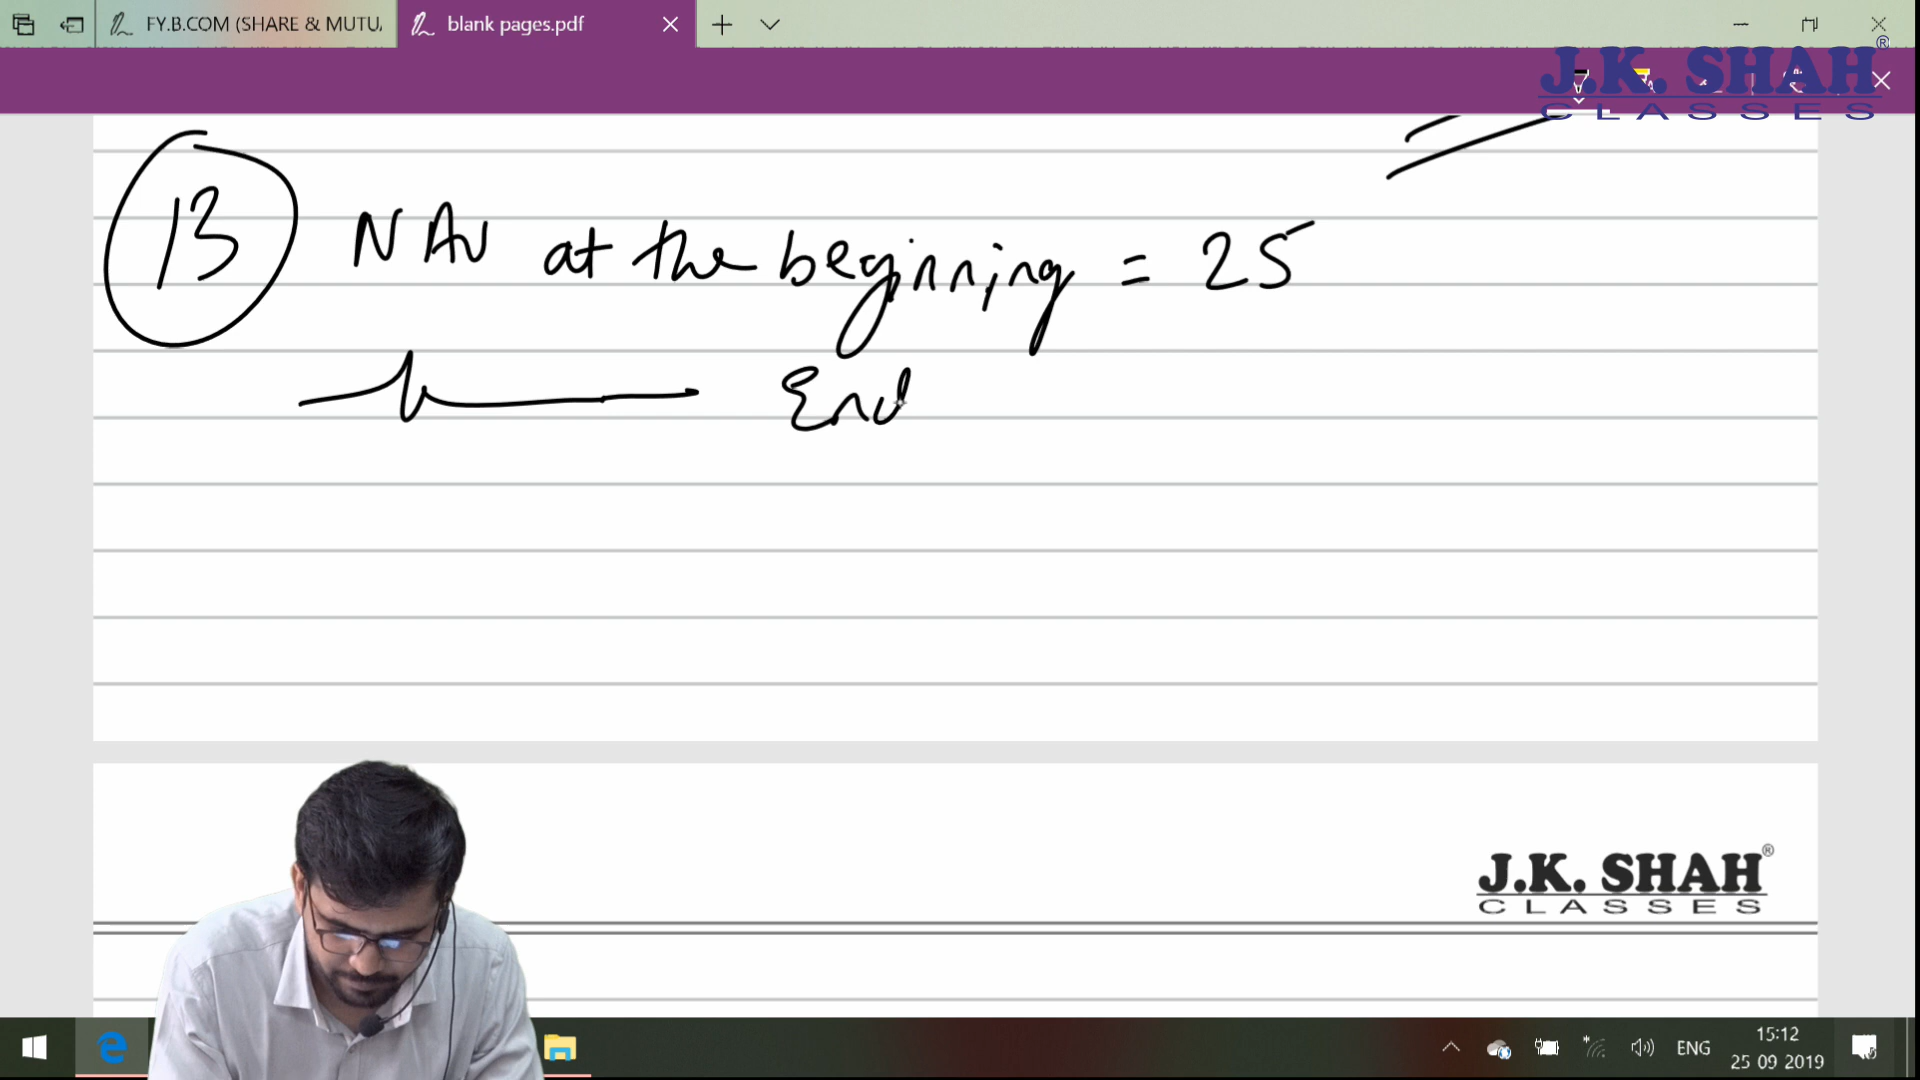 FY.B.COM (SHARE & MUTU
blank pages.pdf
J.K. SHAH®
CLASSES
13 NAV at the beginning = 25
End
J.K. SHAH®
CLASSES
ENG
15:12
25 09 2019